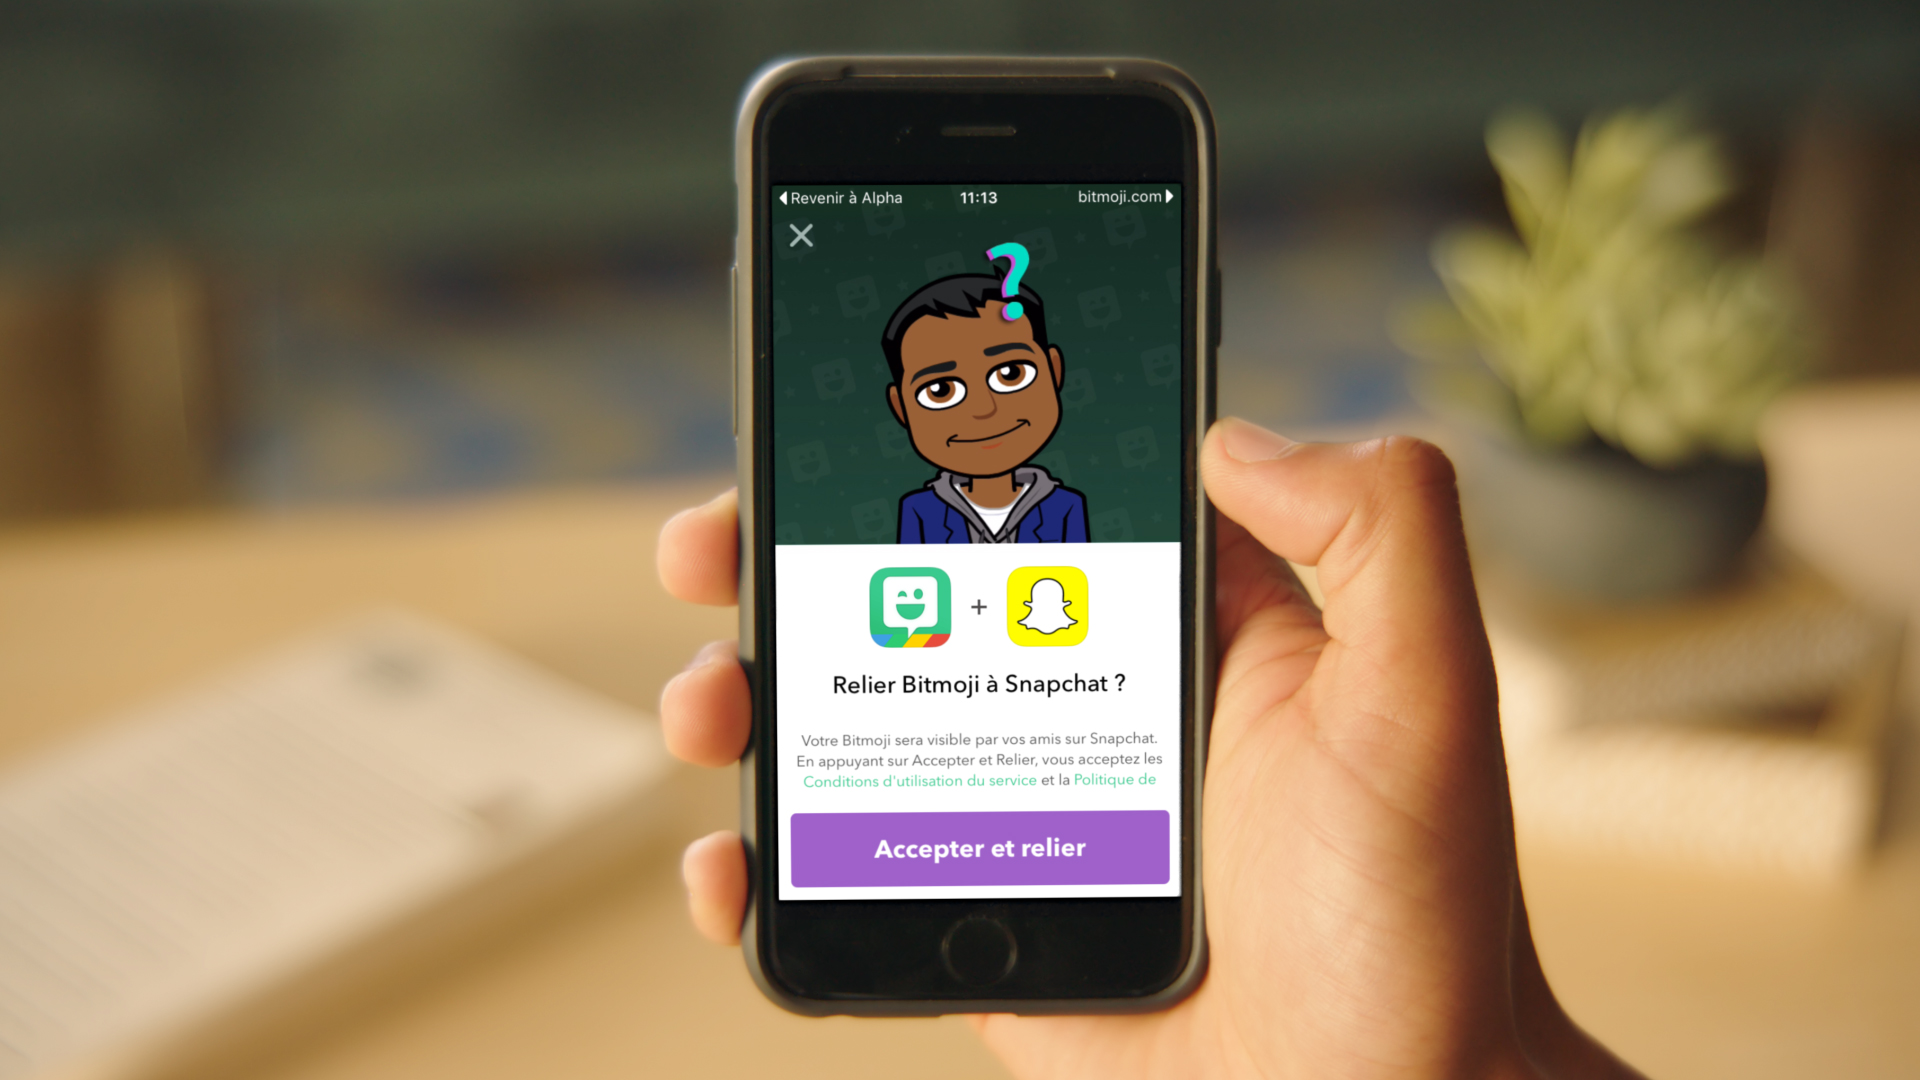 Revenir à Alpha 11:13 bitmoji.com
?
+
Relier Bitmoji à Snapchat ?
Votre Bitmoji sera visible par vos amis sur Snapchat.
En appuyant sur Accepter et Relier, vous acceptez les
Conditions d'utilisation du service et la Politique de
Accepter et relier